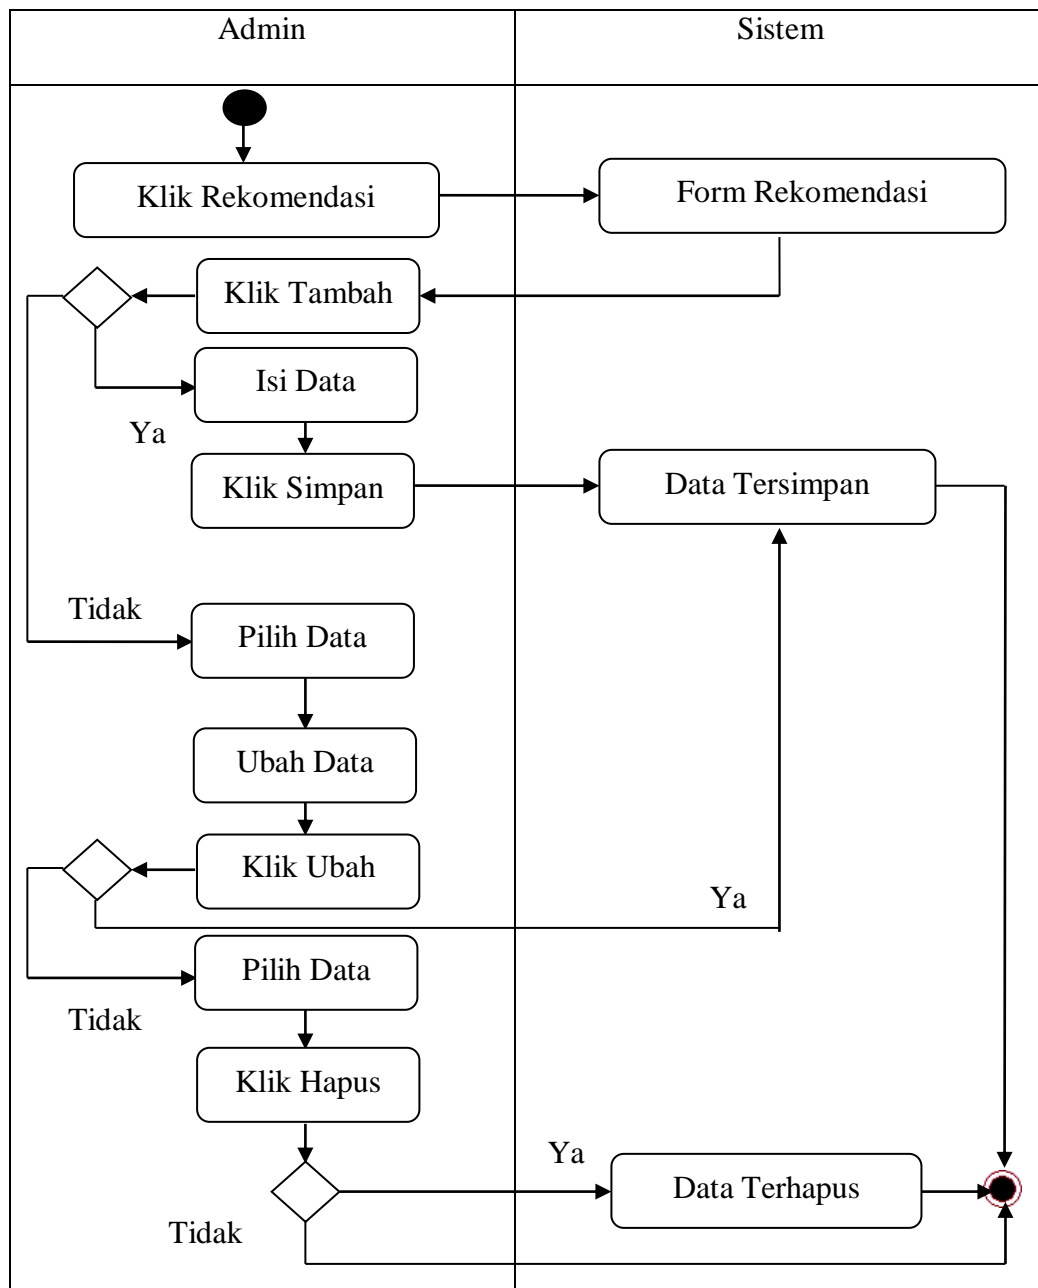 Admin
Sistem
Klik Rekomendasi
Form Rekomendasi
Klik Tambah
Isi Data
Ya
Klik Simpan
Data Tersimpan
Tidak
Pilih Data
Ubah Data
Klik Ubah
Ya
Pilih Data
Tidak
Klik Hapus
Ya
Data Terhapus
Tidak